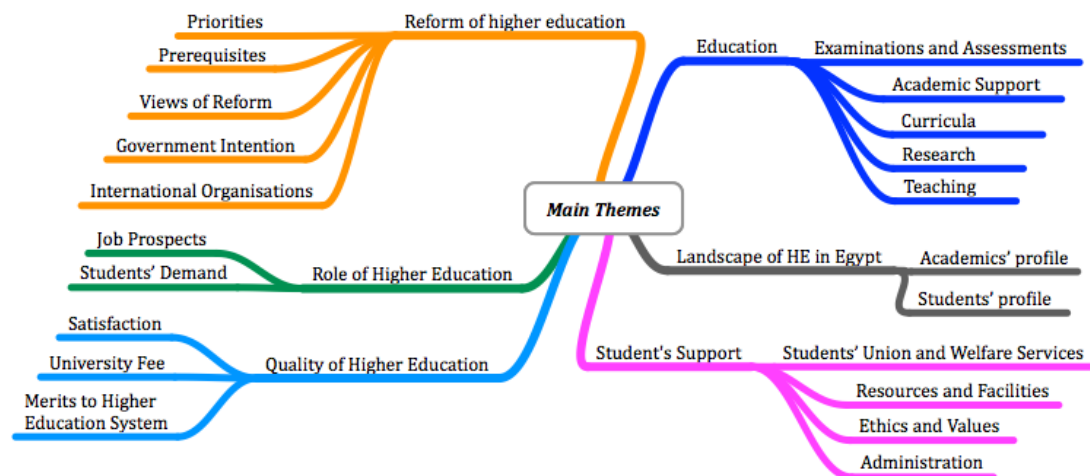 Reform of higher education
Priorities
Prerequisites
Views of Reform
Government Intention
International Organisations
Education
Examinations and Assessments
Academic Support
Curricula
Research
Teaching
Main Themes
Role of Higher Education
Job Prospects
Students’ Demand
Landscape of HE in Egypt
Academics’ profile
Students’ profile
Quality of Higher Education
Satisfaction
University Fee
Merits to Higher
Education System
Student's Support
Students’ Union and Welfare Services
Resources and Facilities
Ethics and Values
Administration